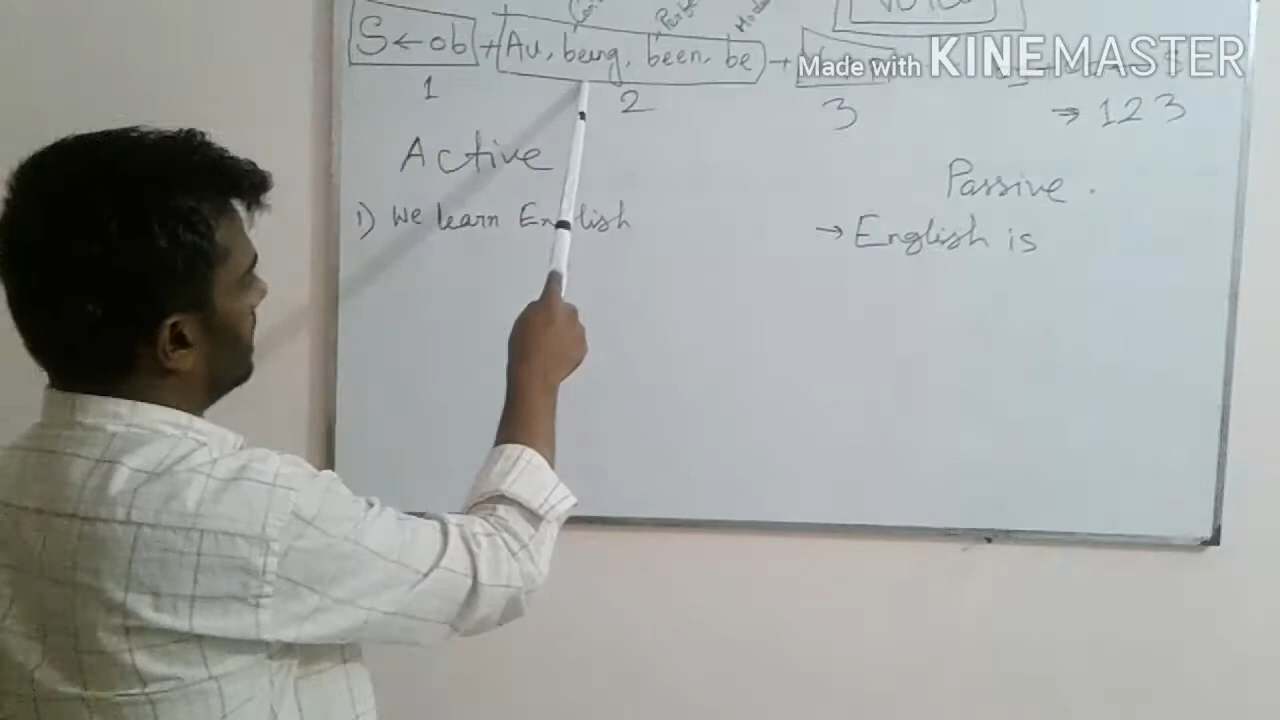 S ← ob + Au, being, been, be +
Made with KINEMASTER
1 2 3 → 1 2 3
Active
Passive.
1) We learn English
→ English is